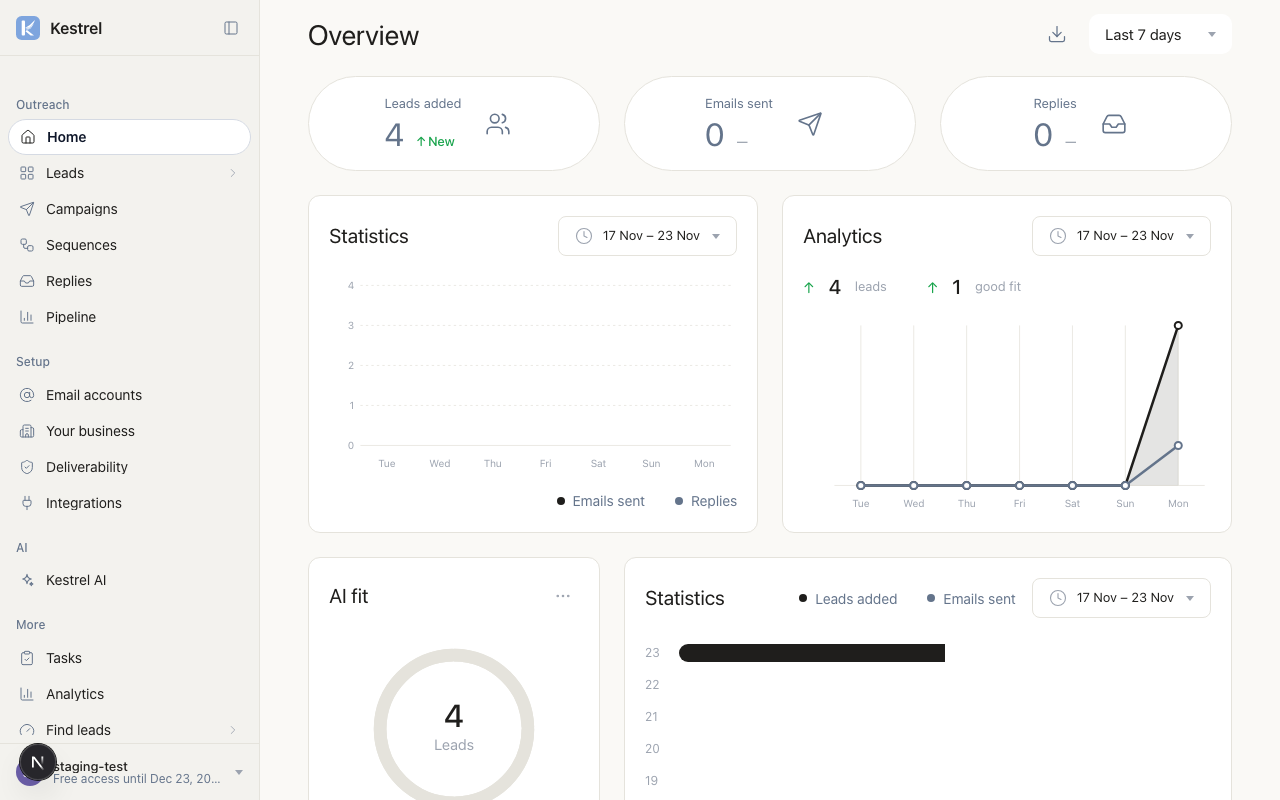 Kestrel
Outreach
Home
Leads
Campaigns
Sequences
Replies
Pipeline
Setup
Email accounts
Your business
Deliverability
Integrations
AI
Kestrel AI
More
Tasks
Analytics
Find leads
N
staging-test
Free access until Dec 23, 20...
Overview
Last 7 days
Leads added
4 ↑ New
Emails sent
0 –
Replies
0 –
Statistics
17 Nov – 23 Nov
4
3
2
1
0
Tue Wed Thu Fri Sat Sun Mon
Emails sent Replies
Analytics
17 Nov – 23 Nov
↑ 4 leads ↑ 1 good fit
Tue Wed Thu Fri Sat Sun Mon
AI fit
4
Leads
Statistics
Leads added Emails sent
17 Nov – 23 Nov
23
22
21
20
19